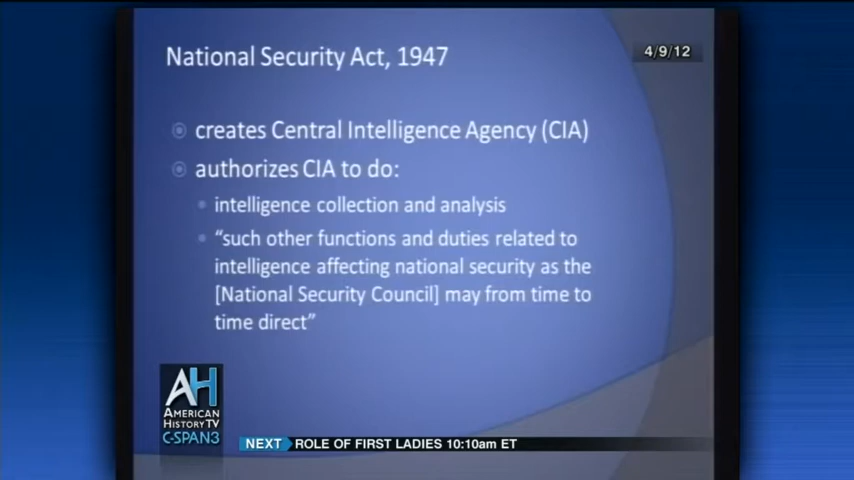 National Security Act, 1947
4/9/12
creates Central Intelligence Agency (CIA)
authorizes CIA to do:
intelligence collection and analysis
“such other functions and duties related to
intelligence affecting national security as the
[National Security Council] may from time to
time direct”
AH
AMERICAN
HISTORY TV
C-SPAN3
NEXT ROLE OF FIRST LADIES 10:10am ET